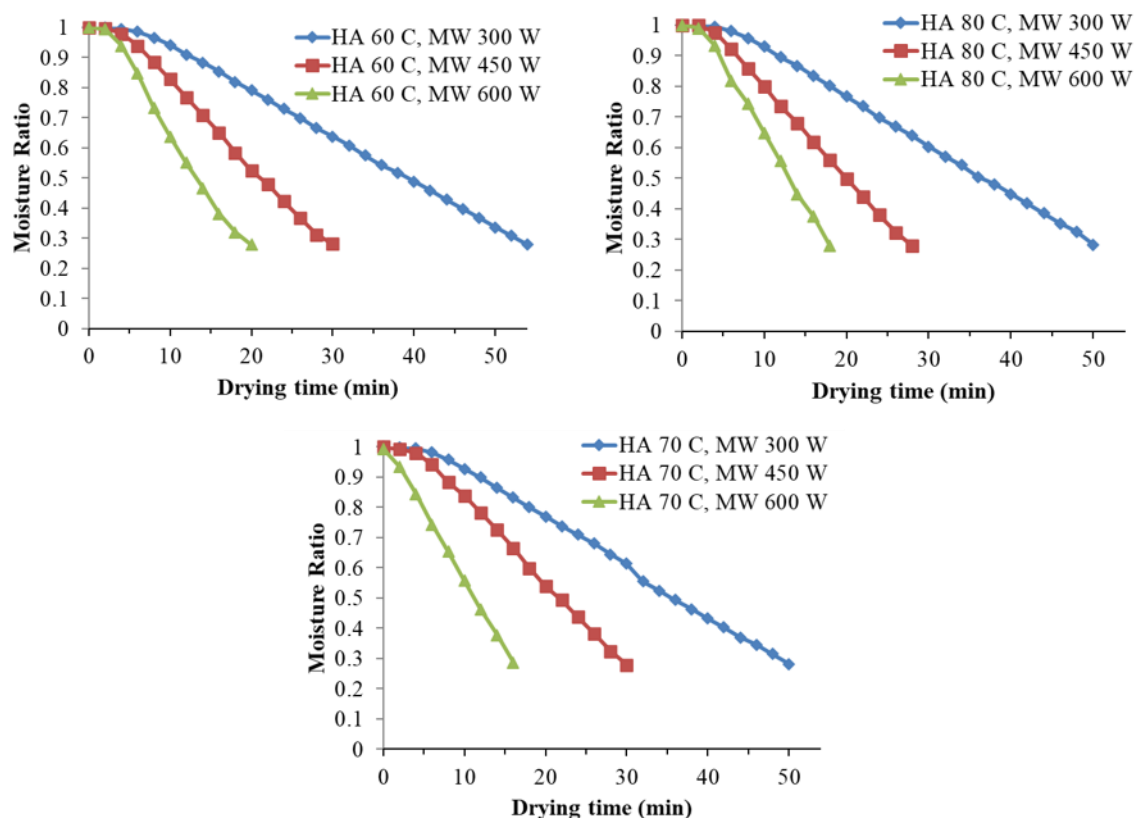 HA 60 C, MW 300 W
HA 60 C, MW 450 W
HA 60 C, MW 600 W
Moisture Ratio
1
0.9
0.8
0.7
0.6
0.5
0.4
0.3
0.2
0.1
0
0 10 20 30 40 50
Drying time (min)
HA 80 C, MW 300 W
HA 80 C, MW 450 W
HA 80 C, MW 600 W
Moisture Ratio
1
0.9
0.8
0.7
0.6
0.5
0.4
0.3
0.2
0.1
0
0 10 20 30 40 50
Drying time (min)
HA 70 C, MW 300 W
HA 70 C, MW 450 W
HA 70 C, MW 600 W
Moisture Ratio
1
0.9
0.8
0.7
0.6
0.5
0.4
0.3
0.2
0.1
0
0 10 20 30 40 50
Drying time (min)